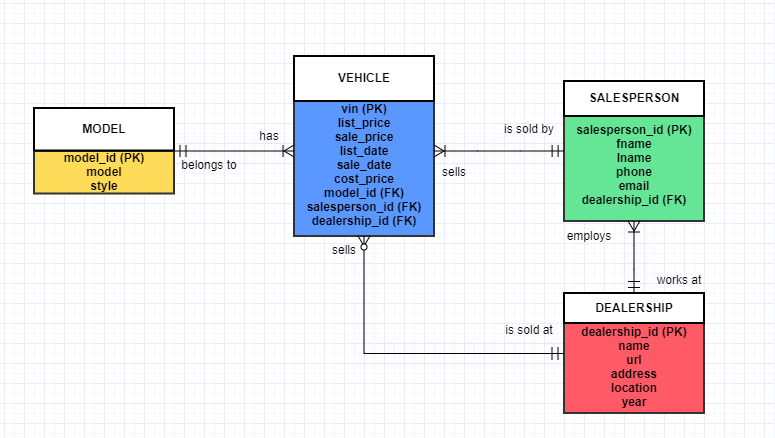 MODEL
model_id (PK)
model
style
has
belongs to
VEHICLE
vin (PK)
list_price
sale_price
list_date
sale_date
cost_price
model_id (FK)
salesperson_id (FK)
dealership_id (FK)
is sold by
sells
SALESPERSON
salesperson_id (PK)
fname
lname
phone
email
dealership_id (FK)
employs
works at
sells
is sold at
DEALERSHIP
dealership_id (PK)
name
url
address
location
year